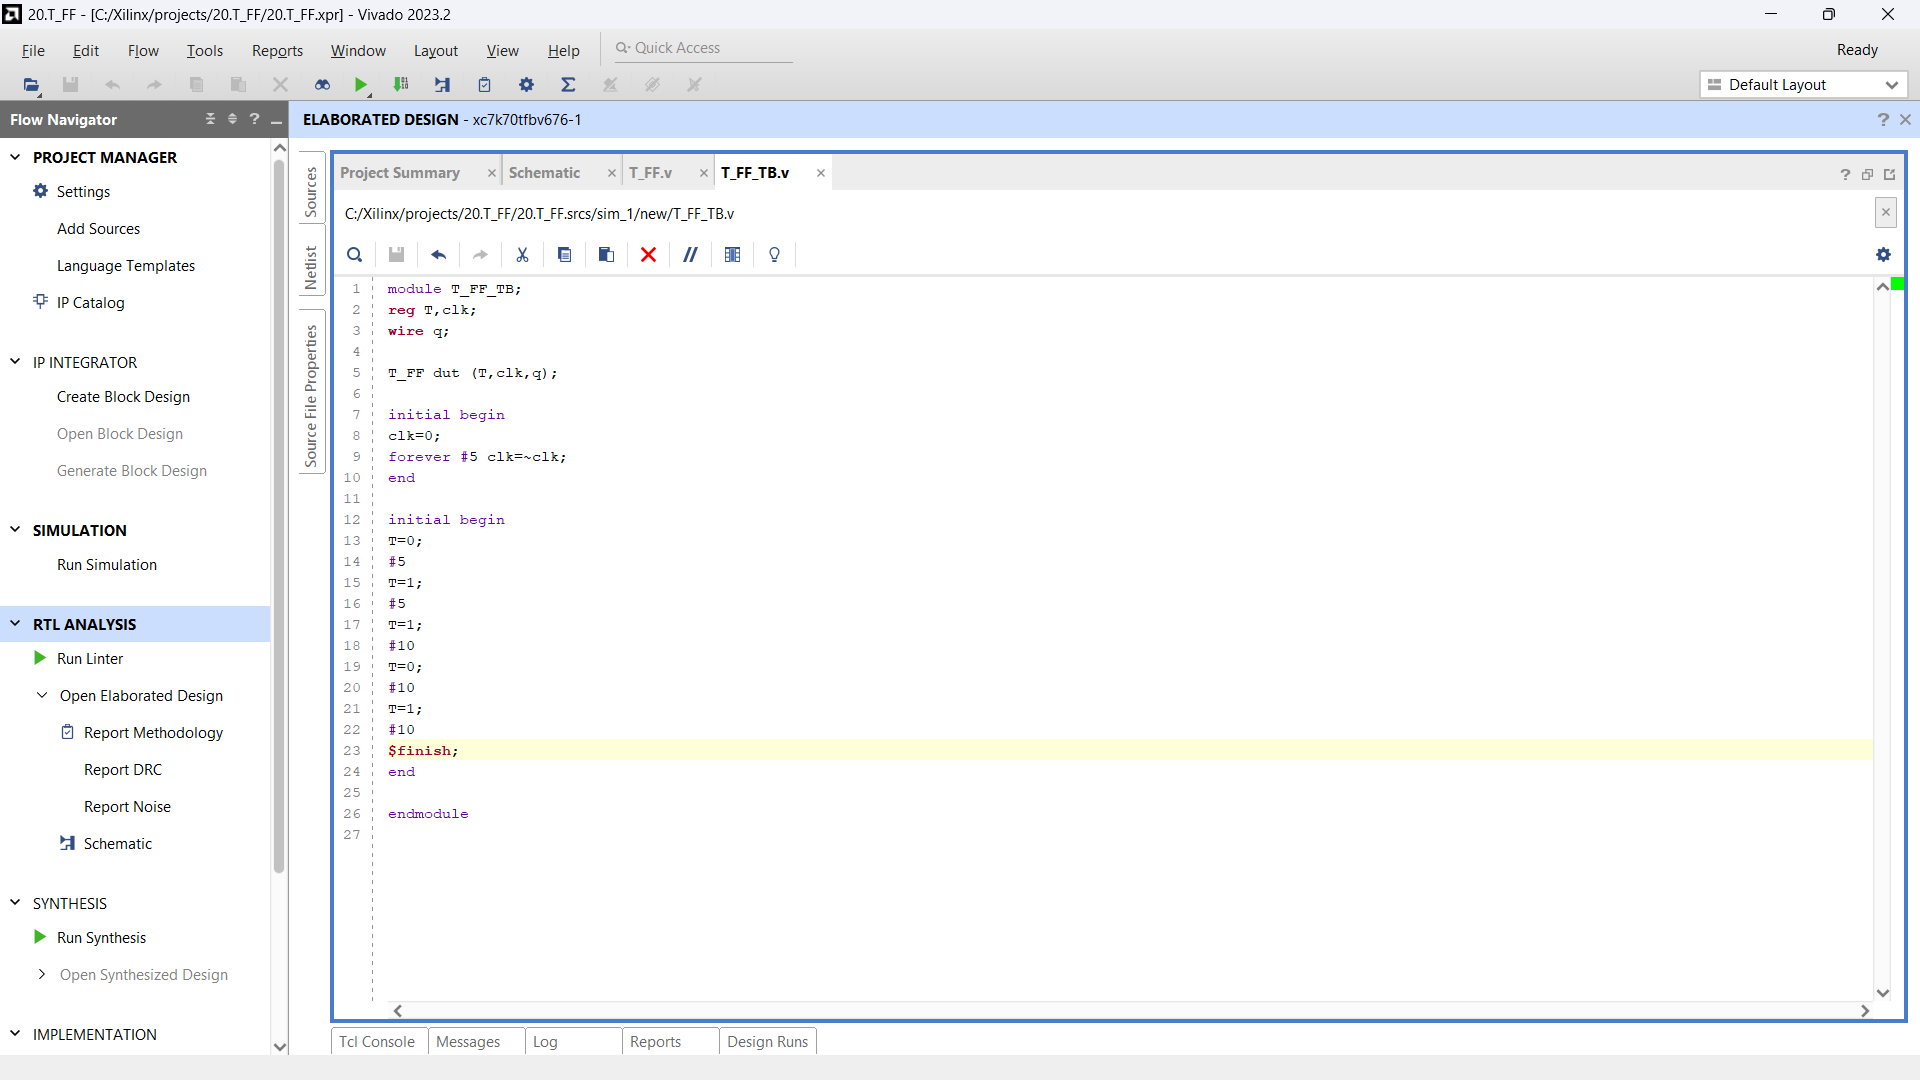 20.T_FF - [C:/Xilinx/projects/20.T_FF/20.T_FF.xpr] - Vivado 2023.2
File Edit Flow Tools Reports Window Layout View Help Quick Access Ready
Default Layout
Flow Navigator
PROJECT MANAGER
Settings
Add Sources
Language Templates
IP Catalog
IP INTEGRATOR
Create Block Design
Open Block Design
Generate Block Design
SIMULATION
Run Simulation
RTL ANALYSIS
Run Linter
Open Elaborated Design
Report Methodology
Report DRC
Report Noise
Schematic
SYNTHESIS
Run Synthesis
Open Synthesized Design
IMPLEMENTATION
ELABORATED DESIGN - xc7k70tfbv676-1
Sources
Netlist
Source File Properties
Project Summary Schematic T_FF.v T_FF_TB.v
C:/Xilinx/projects/20.T_FF/20.T_FF.srcs/sim_1/new/T_FF_TB.v
1 module T_FF_TB;
2 reg T,clk;
3 wire q;
4
5 T_FF dut (T,clk,q);
6
7 initial begin
8 clk=0;
9 forever #5 clk=~clk;
10 end
11
12 initial begin
13 T=0;
14 #5
15 T=1;
16 #5
17 T=1;
18 #10
19 T=0;
20 #10
21 T=1;
22 #10
23 $finish;
24 end
25
26 endmodule
27
Tcl Console Messages Log Reports Design Runs